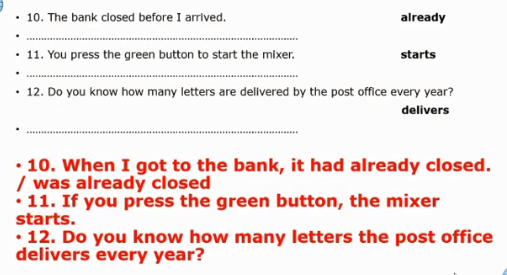 • 10. The bank closed before I arrived. already
• ................................................................................
• 11. You press the green button to start the mixer. starts
• ................................................................................
• 12. Do you know how many letters are delivered by the post office every year?
delivers
• ................................................................................
• 10. When I got to the bank, it had already closed.
/ was already closed
• 11. If you press the green button, the mixer
starts.
• 12. Do you know how many letters the post office
delivers every year?